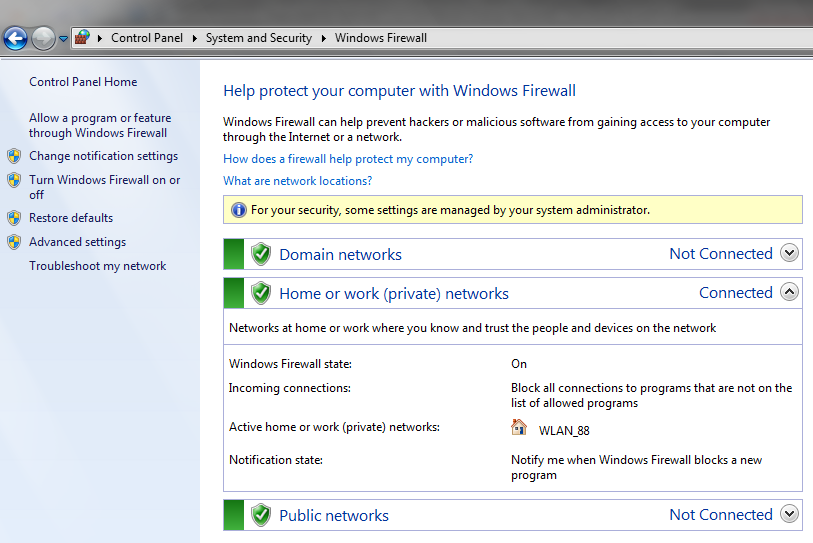 Control Panel ▸ System and Security ▸ Windows Firewall
Control Panel Home
Allow a program or feature
through Windows Firewall
Change notification settings
Turn Windows Firewall on or
off
Restore defaults
Advanced settings
Troubleshoot my network
Help protect your computer with Windows Firewall
Windows Firewall can help prevent hackers or malicious software from gaining access to your computer
through the Internet or a network.
How does a firewall help protect my computer?
What are network locations?
For your security, some settings are managed by your system administrator.
Domain networks Not Connected
Home or work (private) networks Connected
Networks at home or work where you know and trust the people and devices on the network
Windows Firewall state: On
Incoming connections: Block all connections to programs that are not on the
list of allowed programs
Active home or work (private) networks: WLAN_88
Notification state: Notify me when Windows Firewall blocks a new
program
Public networks Not Connected